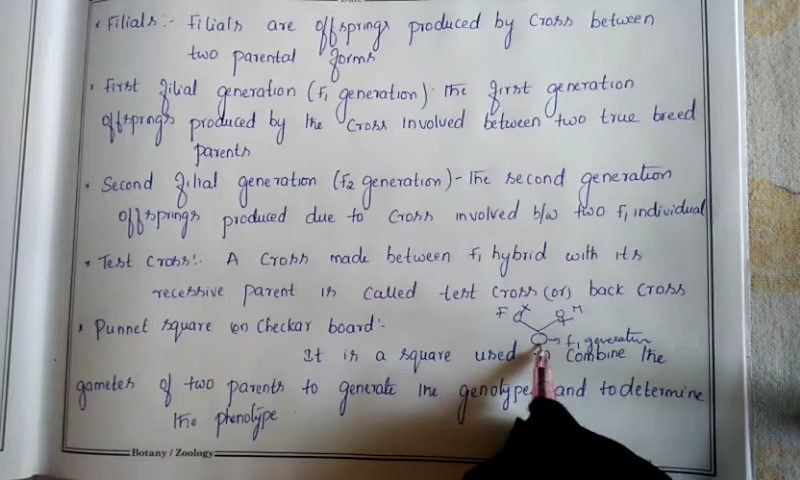 * Filials :- Filials are offsprings produced by Cross between
two parental forms
* First filial generation (F1 generation) - The first generation
offsprings produced by the Cross involved between two true breed
parents
* Second filial generation (F2 generation) - The second generation
offsprings produced due to Cross involved b/w two F1 individual
* Test Cross :- A Cross made between F1 hybrid with its
recessive parent is called test cross (or) back cross
F ♂ × ♀ M
* Punnet square on Checkar board :-
→ F1 generation
It is a square used to combine the
gametes of two parents to generate the genotype and to determine
the phenotype
Botany / Zoology